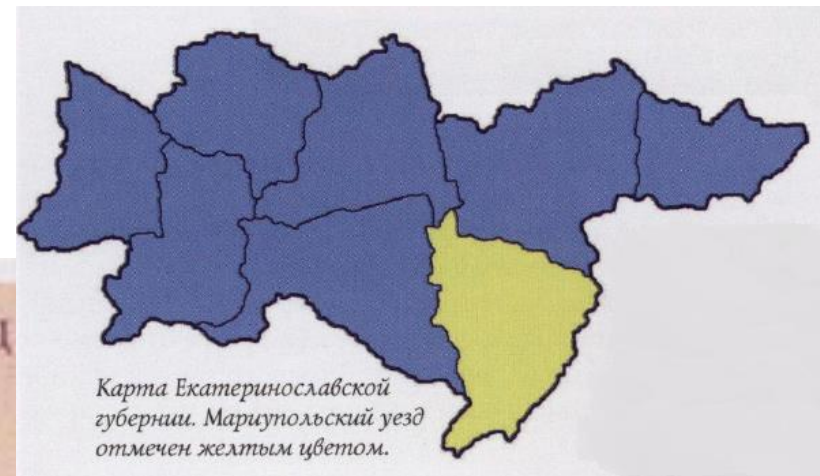 Карта Екатеринославской
губернии. Мариупольский уезд
отмечен желтым цветом.